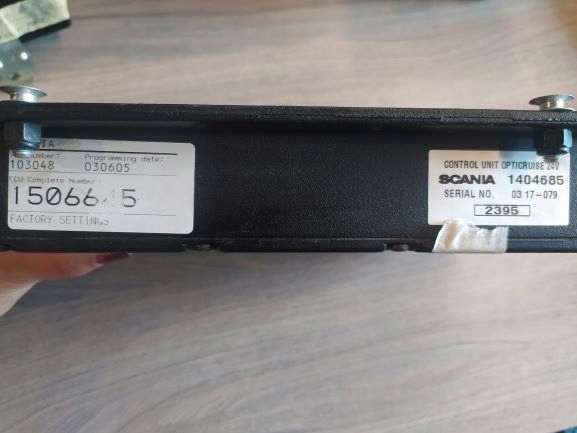 IA
Number: Programming date:
103048 030605
ECU Complete Number:
FACTORY SETTINGS
CONTROL UNIT OPTICRUISE 24V
SCANIA 1404685
SERIAL NO. 03 17-079
2395